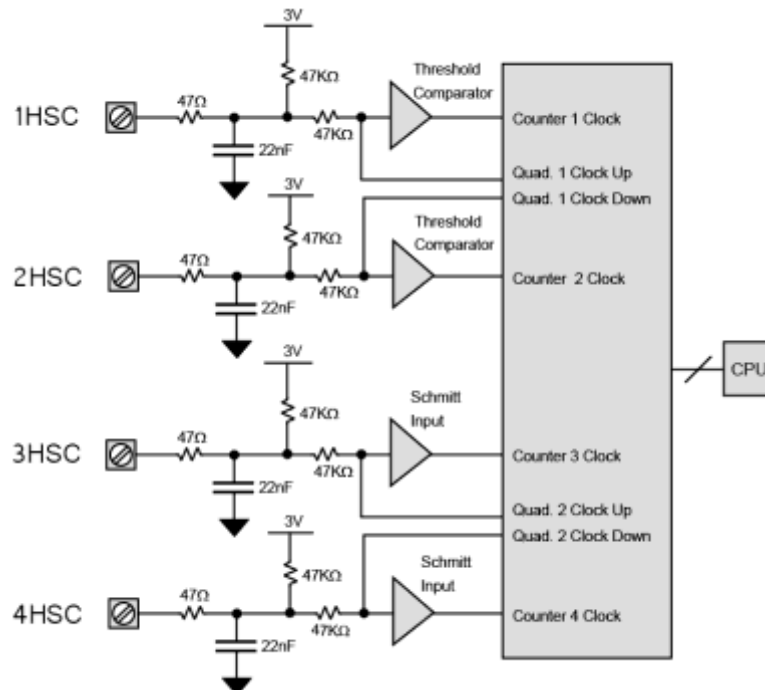 3V
47KΩ
Threshold
Comparator
1HSC
47Ω
47KΩ
22nF
Counter 1 Clock
Quad. 1 Clock Up
3V
Quad. 1 Clock Down
47KΩ
Threshold
Comparator
2HSC
47Ω
47KΩ
22nF
Counter 2 Clock
3V
CPU
47KΩ
Schmitt
Input
3HSC
47Ω
47KΩ
22nF
Counter 3 Clock
Quad. 2 Clock Up
3V
Quad. 2 Clock Down
47KΩ
Schmitt
Input
4HSC
47Ω
47KΩ
22nF
Counter 4 Clock